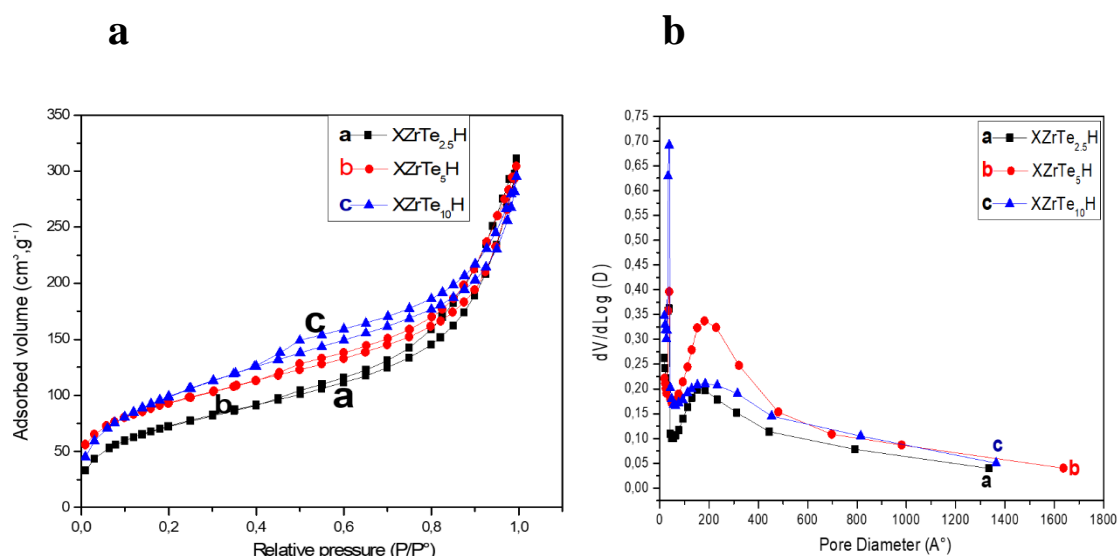 a
b
350
300
250
200
150
100
50
0
Adsorbed volume (cm³,g⁻¹)
a XZrTe2.5H
b XZrTe5H
c XZrTe10H
c
b
a
0,0 0,2 0,4 0,6 0,8 1,0
Relative pressure (P/P°)
0,75
0,70
0,65
0,60
0,55
0,50
0,45
0,40
0,35
0,30
0,25
0,20
0,15
0,10
0,05
0,00
dV/dLog (D)
a XZrTe2.5H
b XZrTe5H
c XZrTe10H
c
b
a
0 200 400 600 800 1000 1200 1400 1600 1800
Pore Diameter (A°)